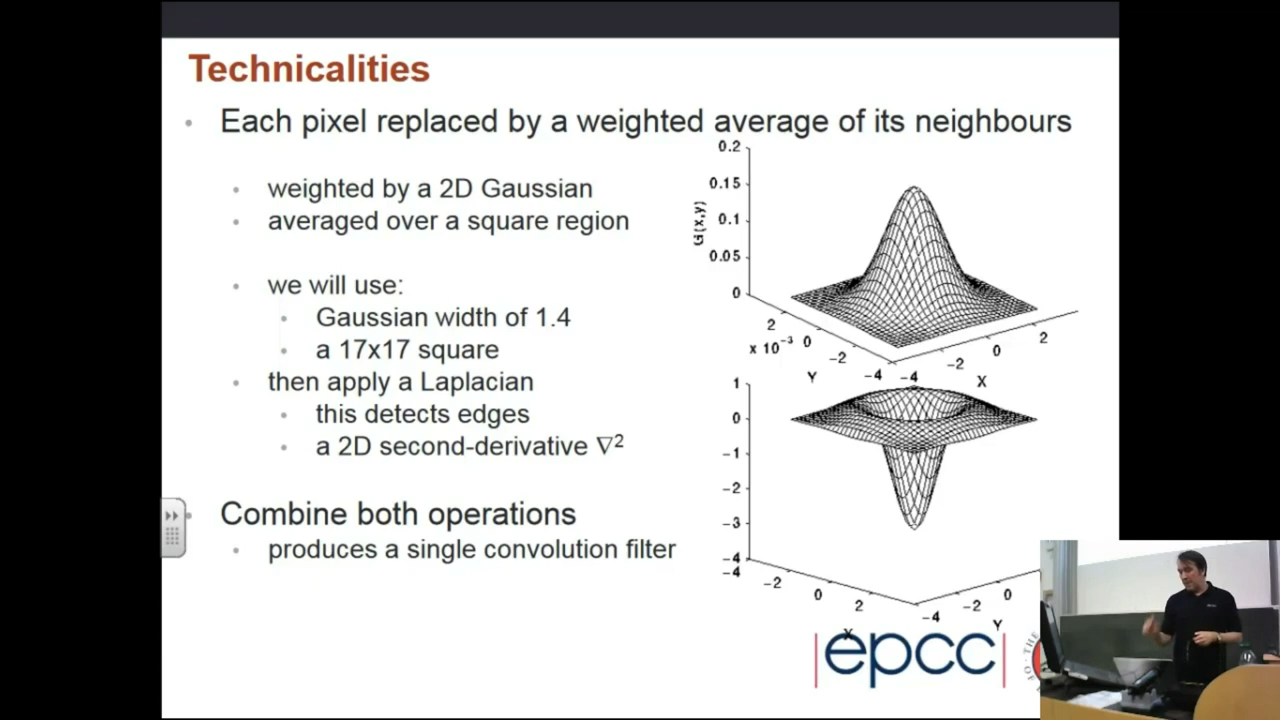 Technicalities
• Each pixel replaced by a weighted average of its neighbours
• weighted by a 2D Gaussian
• averaged over a square region
• we will use:
• Gaussian width of 1.4
• a 17x17 square
• then apply a Laplacian
• this detects edges
• a 2D second-derivative ∇²
• Combine both operations
• produces a single convolution filter
0.2
0.15
0.1
0.05
0
G(x,y)
2
x 10⁻³
0
−2
−4
Y
−4
−2
0
2
X
1
0
−1
−2
−3
−4
−4
−2
0
2
X
−4
−2
0
Y
epcc
THE